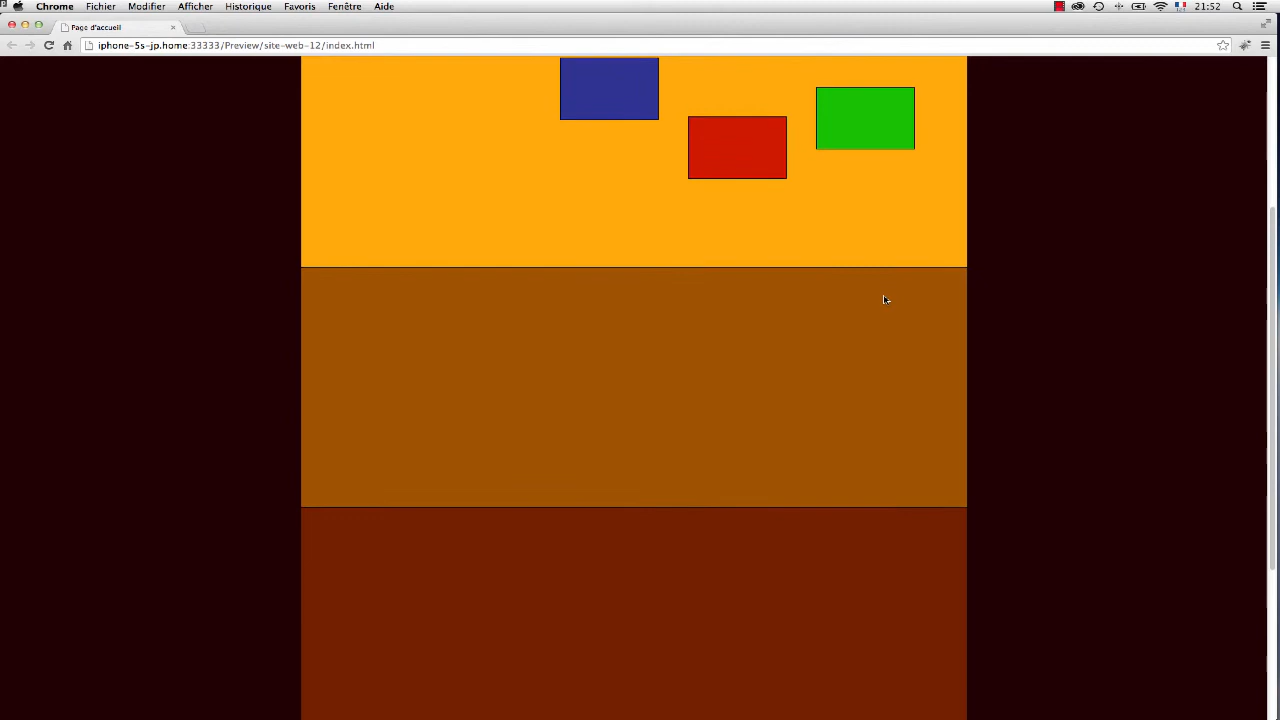 Chrome Fichier Modifier Afficher Historique Favoris Fenêtre Aide 21:52
Page d'accueil
iphone-5s-jp.home:33333/Preview/site-web-12/index.html